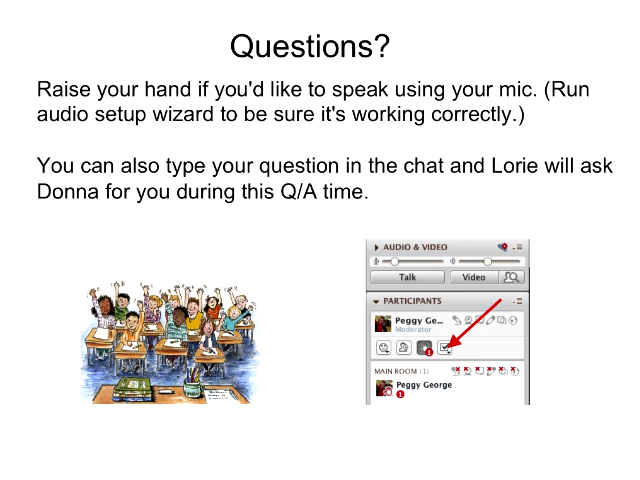 Questions?
Raise your hand if you'd like to speak using your mic. (Run
audio setup wizard to be sure it's working correctly.)
You can also type your question in the chat and Lorie will ask
Donna for you during this Q/A time.
AUDIO & VIDEO
Talk
Video
PARTICIPANTS
Peggy Ge...
Moderator
1
MAIN ROOM (1)
Peggy George
1